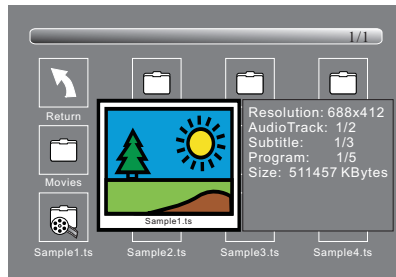 1/1
Return
Resolution: 688x412
AudioTrack: 1/2
Subtitle: 1/3
Program: 1/5
Size: 511457 KBytes
Movies
Sample1.ts
Sample1.ts
Sample2.ts
Sample3.ts
Sample4.ts